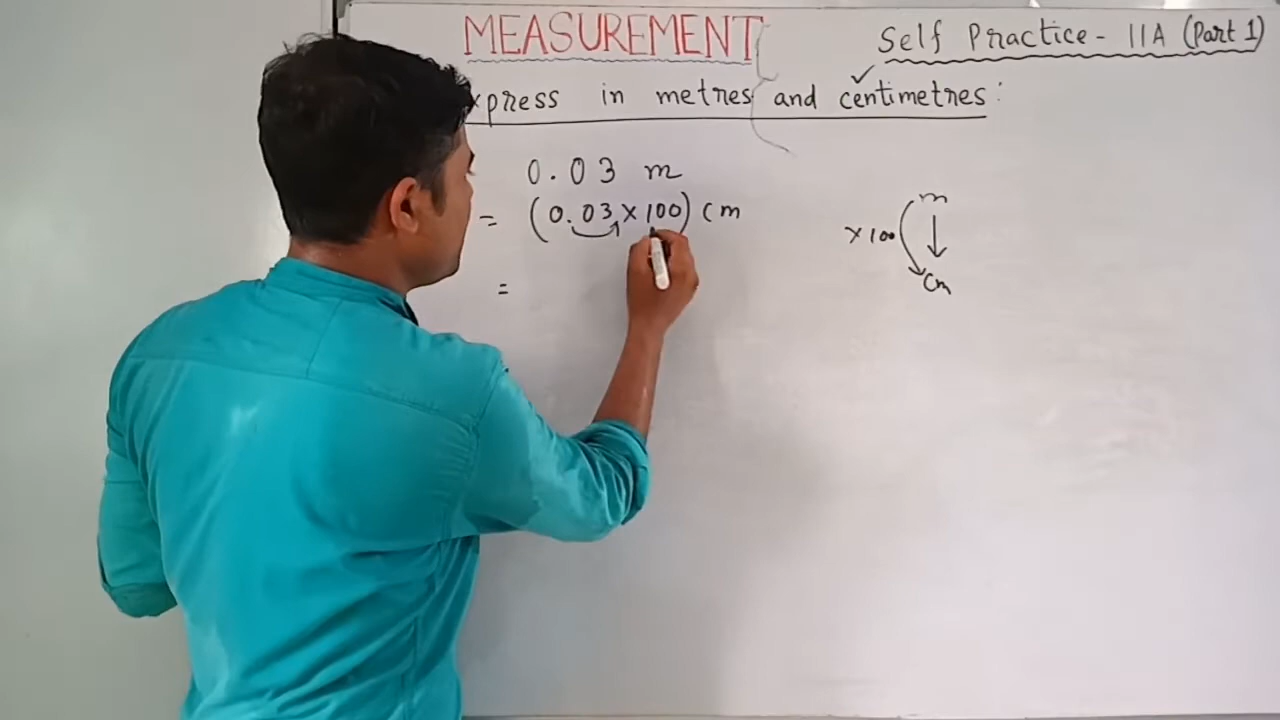 MEASUREMENT
Self Practice - 11A (Part 1)
xpress in metres and centimetres:
0.03 m
= (0.03 × 100) cm
=
m
× 100
cm